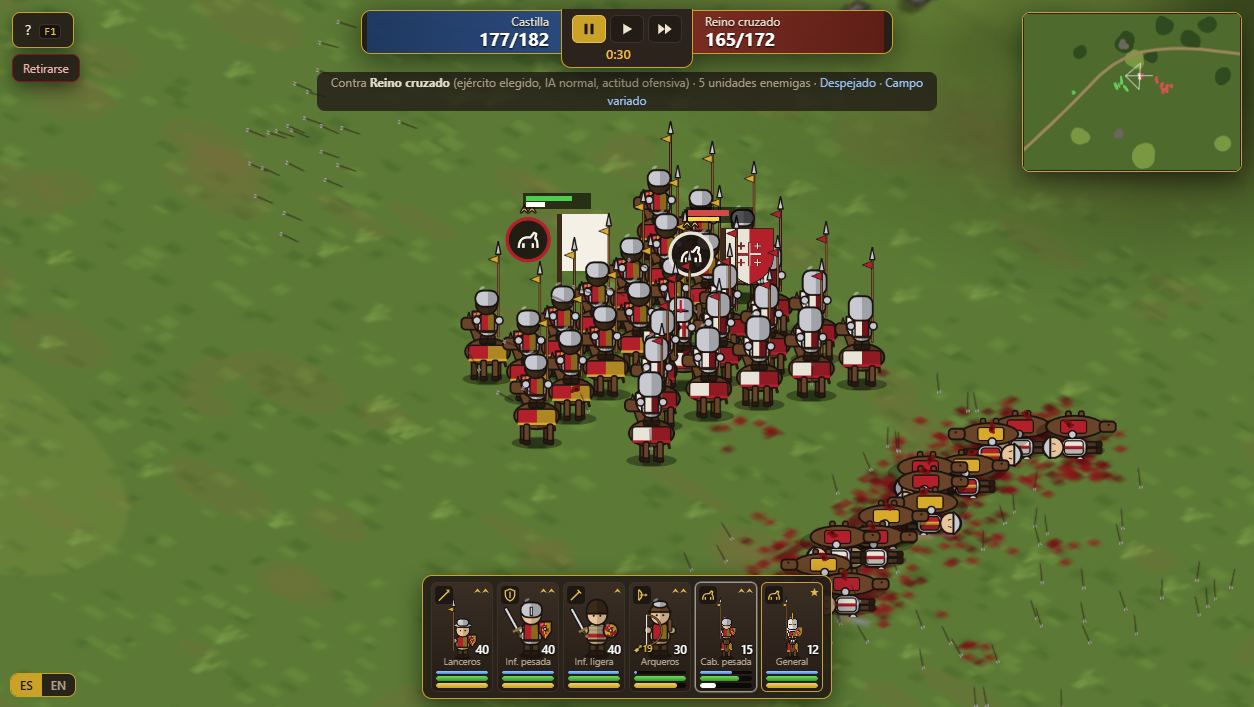 ? F1
Retirarse
Castilla
177/182
0:30
Reino cruzado
165/172
Contra Reino cruzado (ejército elegido, IA normal, actitud ofensiva) · 5 unidades enemigas · Despejado · Campo
variado
40
Lanceros
40
Inf. pesada
40
Inf. ligera
19
30
Arqueros
15
Cab. pesada
12
General
ES EN